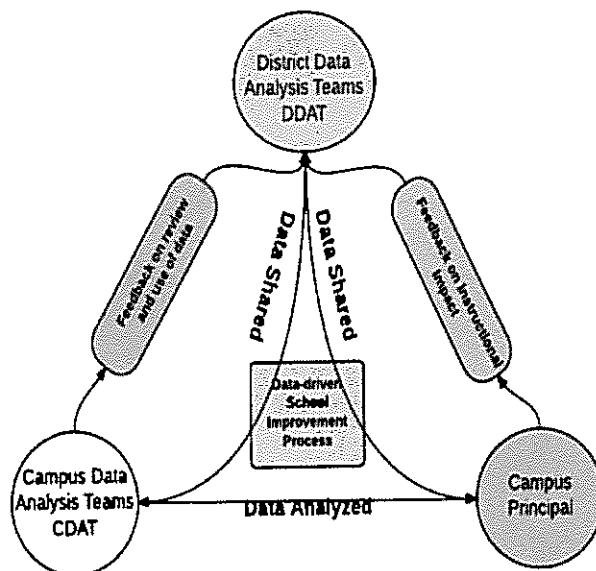 District Data
Analysis Teams
DDAT
Feedback on review
and use of data
Data Shared
Data Shared
Feedback on Instructional
Impact
Data-driven
School
Improvement
Process
Campus Data
Analysis Teams
CDAT
Data Analyzed
Campus
Principal